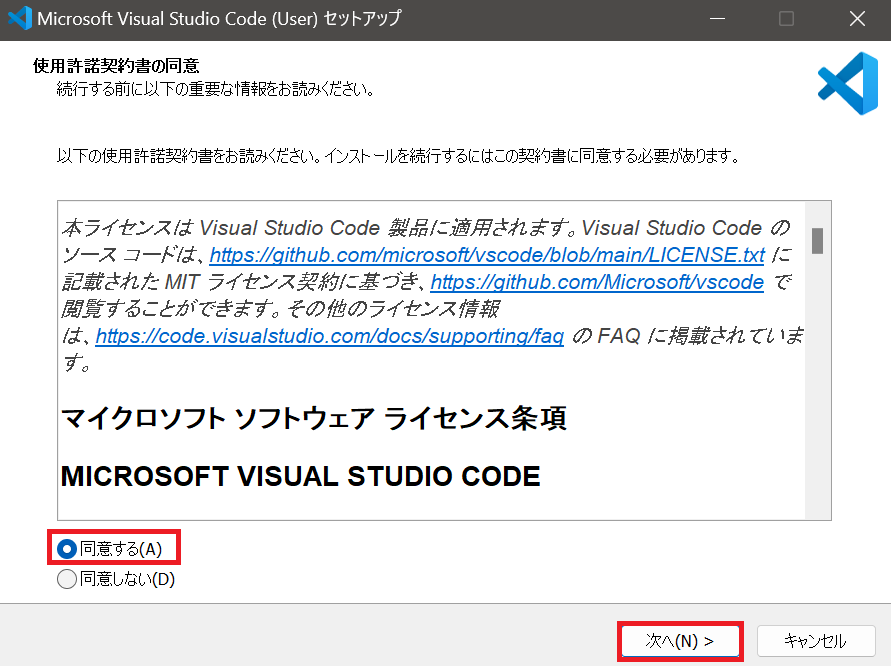 Microsoft Visual Studio Code (User) セットアップ
使用許諾契約書の同意
続行する前に以下の重要な情報をお読みください。
以下の使用許諾契約書をお読みください。インストールを続行するにはこの契約書に同意する必要があります。
本ライセンスは Visual Studio Code 製品に適用されます。Visual Studio Code の
ソース コードは、https://github.com/microsoft/vscode/blob/main/LICENSE.txt に
記載された MIT ライセンス契約に基づき、https://github.com/Microsoft/vscode で
閲覧することができます。その他のライセンス情報
は、https://code.visualstudio.com/docs/supporting/faq の FAQ に掲載されていま
す。
マイクロソフト ソフトウェア ライセンス条項
MICROSOFT VISUAL STUDIO CODE
同意する(A)
同意しない(D)
次へ(N) >
キャンセル